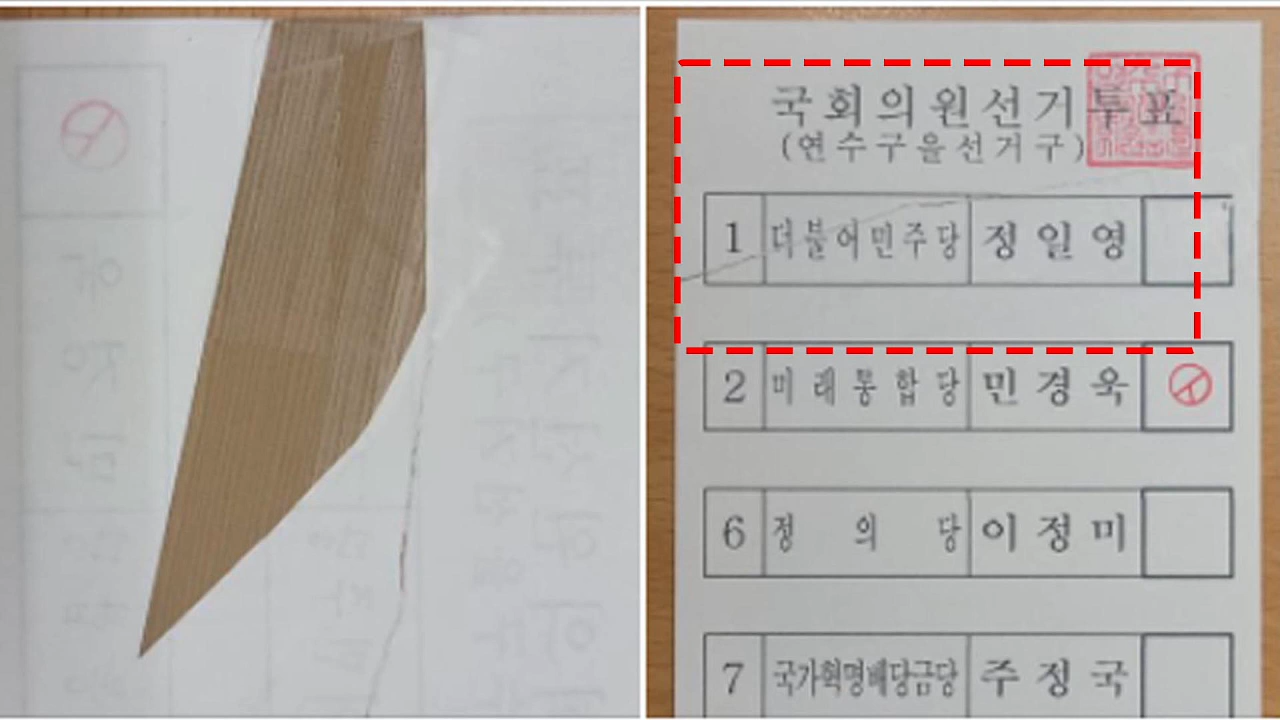 국회의원선거투표
(연수구을선거구)
1 더불어민주당 정일영
2 미래통합당 민경욱
6 정의당 이정미
7 국가혁명배당금당 주정국